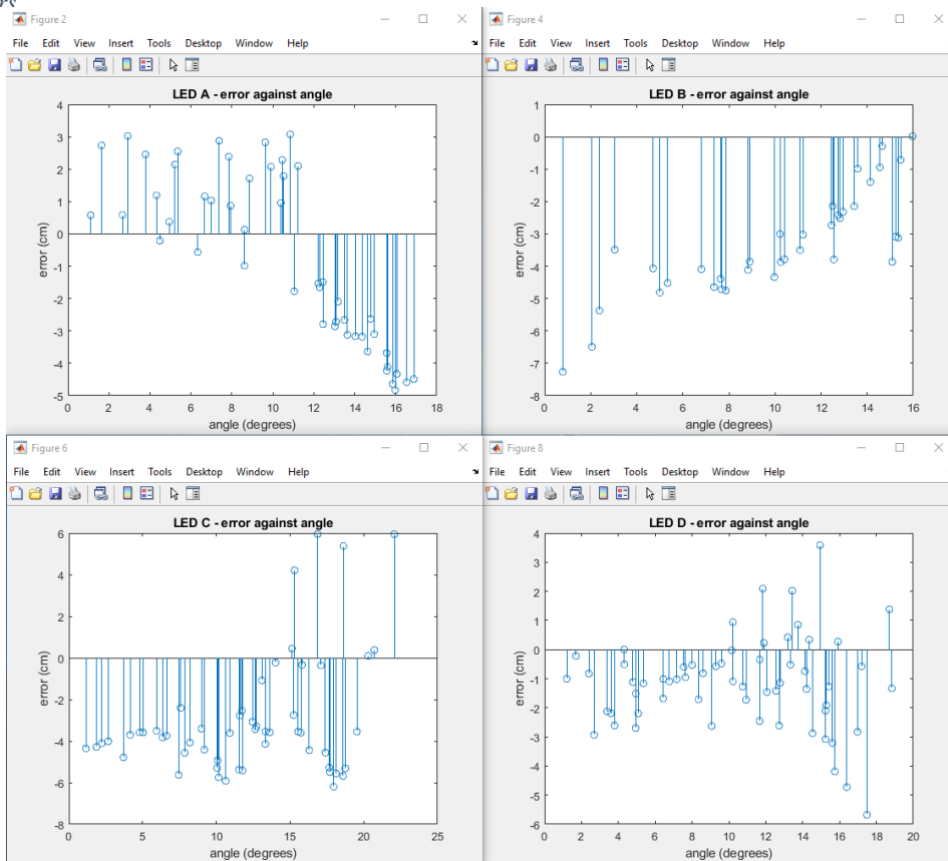 rs
Figure 2
File Edit View Insert Tools Desktop Window Help
LED A - error against angle
4
3
2
1
0
-1
-2
-3
-4
-5
error (cm)
0 2 4 6 8 10 12 14 16 18
angle (degrees)
Figure 4
File Edit View Insert Tools Desktop Window Help
LED B - error against angle
1
0
-1
-2
-3
-4
-5
-6
-7
-8
error (cm)
0 2 4 6 8 10 12 14 16
angle (degrees)
Figure 6
File Edit View Insert Tools Desktop Window Help
LED C - error against angle
6
4
2
0
-2
-4
-6
-8
error (cm)
0 5 10 15 20 25
angle (degrees)
Figure 8
File Edit View Insert Tools Desktop Window Help
LED D - error against angle
4
3
2
1
0
-1
-2
-3
-4
-5
-6
error (cm)
0 2 4 6 8 10 12 14 16 18 20
angle (degrees)